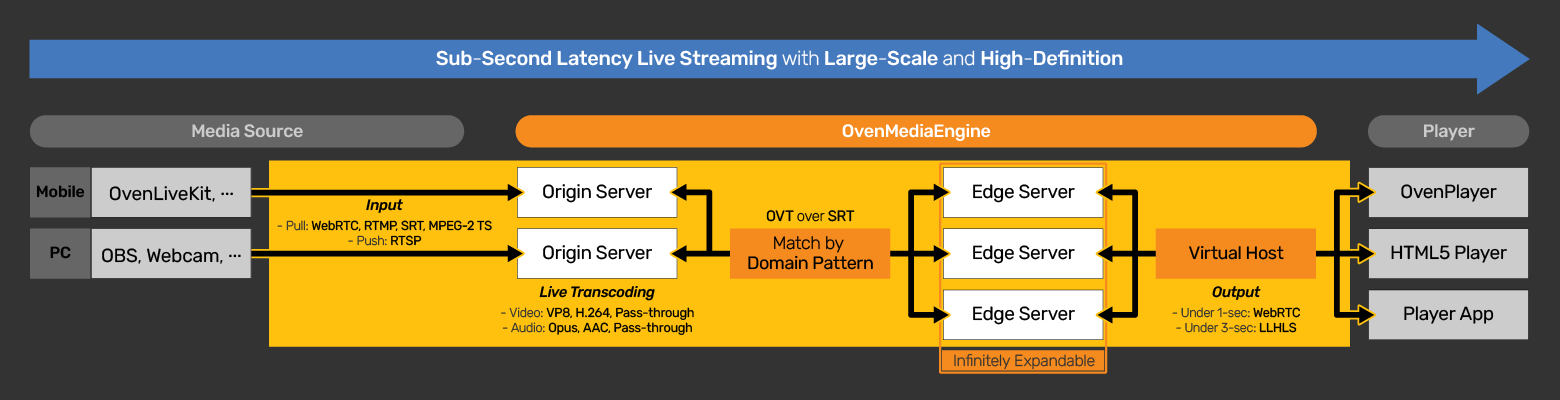 Sub-Second Latency Live Streaming with Large-Scale and High-Definition
Media Source
OvenMediaEngine
Player
Mobile
OvenLiveKit, ···
PC
OBS, Webcam, ···
Input
- Pull: WebRTC, RTMP, SRT, MPEG-2 TS
- Push: RTSP
Origin Server
Origin Server
Live Transcoding
- Video: VP8, H.264, Pass-through
- Audio: Opus, AAC, Pass-through
OVT over SRT
Match by
Domain Pattern
Edge Server
Edge Server
Edge Server
Infinitely Expandable
Virtual Host
Output
- Under 1-sec: WebRTC
- Under 3-sec: LLHLS
OvenPlayer
HTML5 Player
Player App